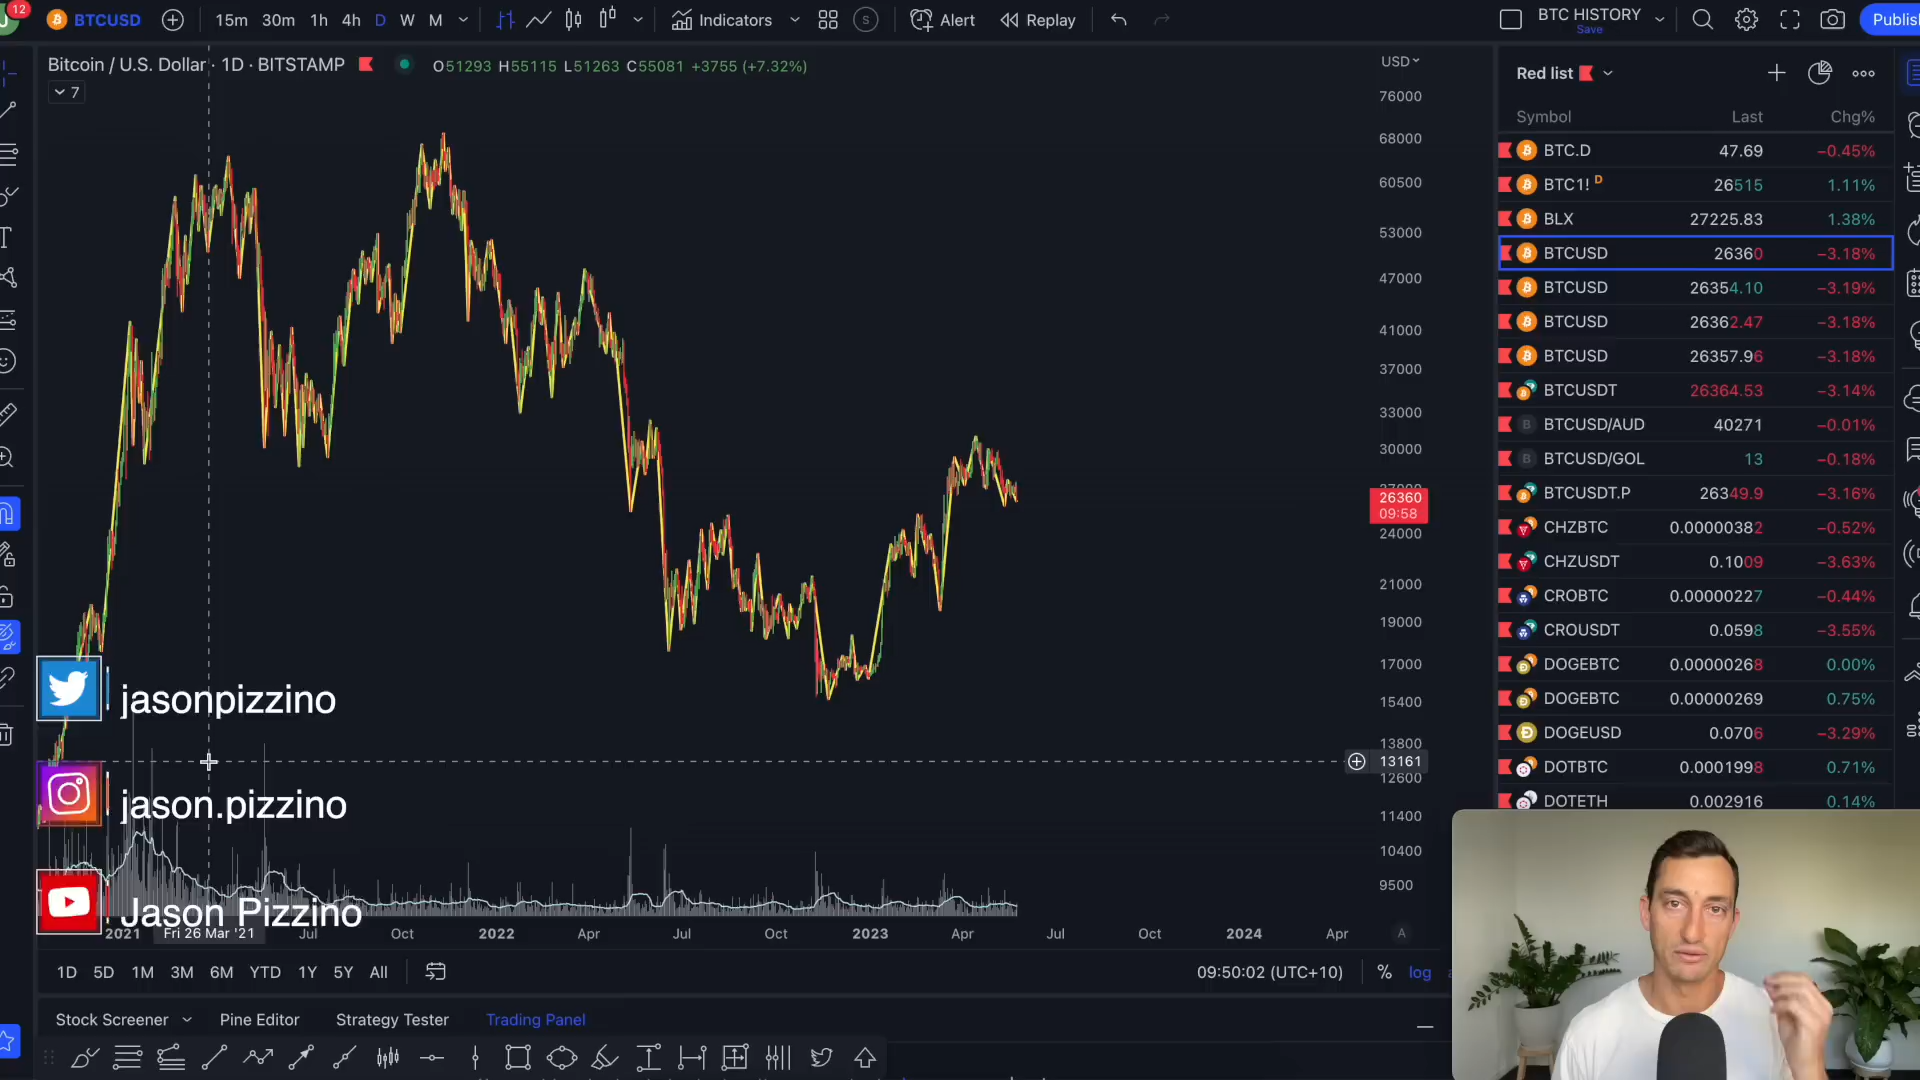 12 BTCUSD 15m 30m 1h 4h D W M Indicators S Alert Replay BTC HISTORY Save Publis
Bitcoin / U.S. Dollar · 1D · BITSTAMP O51293 H55115 L51263 C55081 +3755 (+7.32%)
7
USD
76000
68000
60500
53000
47000
41000
37000
33000
30000
26360
09:58
24000
21000
19000
17000
15400
13800
13161
12600
11400
10400
9500
Red list
Symbol Last Chg%
BTC.D 47.69 −0.45%
BTC1! D 26515 1.11%
BLX 27225.83 1.38%
BTCUSD 26360 −3.18%
BTCUSD 26354.10 −3.19%
BTCUSD 26362.47 −3.18%
BTCUSD 26357.96 −3.18%
BTCUSDT 26364.53 −3.14%
B BTCUSD/AUD 40271 −0.01%
B BTCUSD/GOL 13 −0.18%
BTCUSDT.P 26349.9 −3.16%
CHZBTC 0.00000382 −0.52%
CHZUSDT 0.1009 −3.63%
CROBTC 0.00000227 −0.44%
CROUSDT 0.0598 −3.55%
DOGEBTC 0.00000268 0.00%
DOGEBTC 0.00000269 0.75%
DOGEUSD 0.0706 −3.29%
DOTBTC 0.0001998 0.71%
DOTETH 0.002916 0.14%
jasonpizzino
jason.pizzino
Jason Pizzino
2021 Fri 26 Mar '21 Jul Oct 2022 Apr Jul Oct 2023 Apr Jul Oct 2024 Apr A
1D 5D 1M 3M 6M YTD 1Y 5Y All 09:50:02 (UTC+10) % log
Stock Screener Pine Editor Strategy Tester Trading Panel